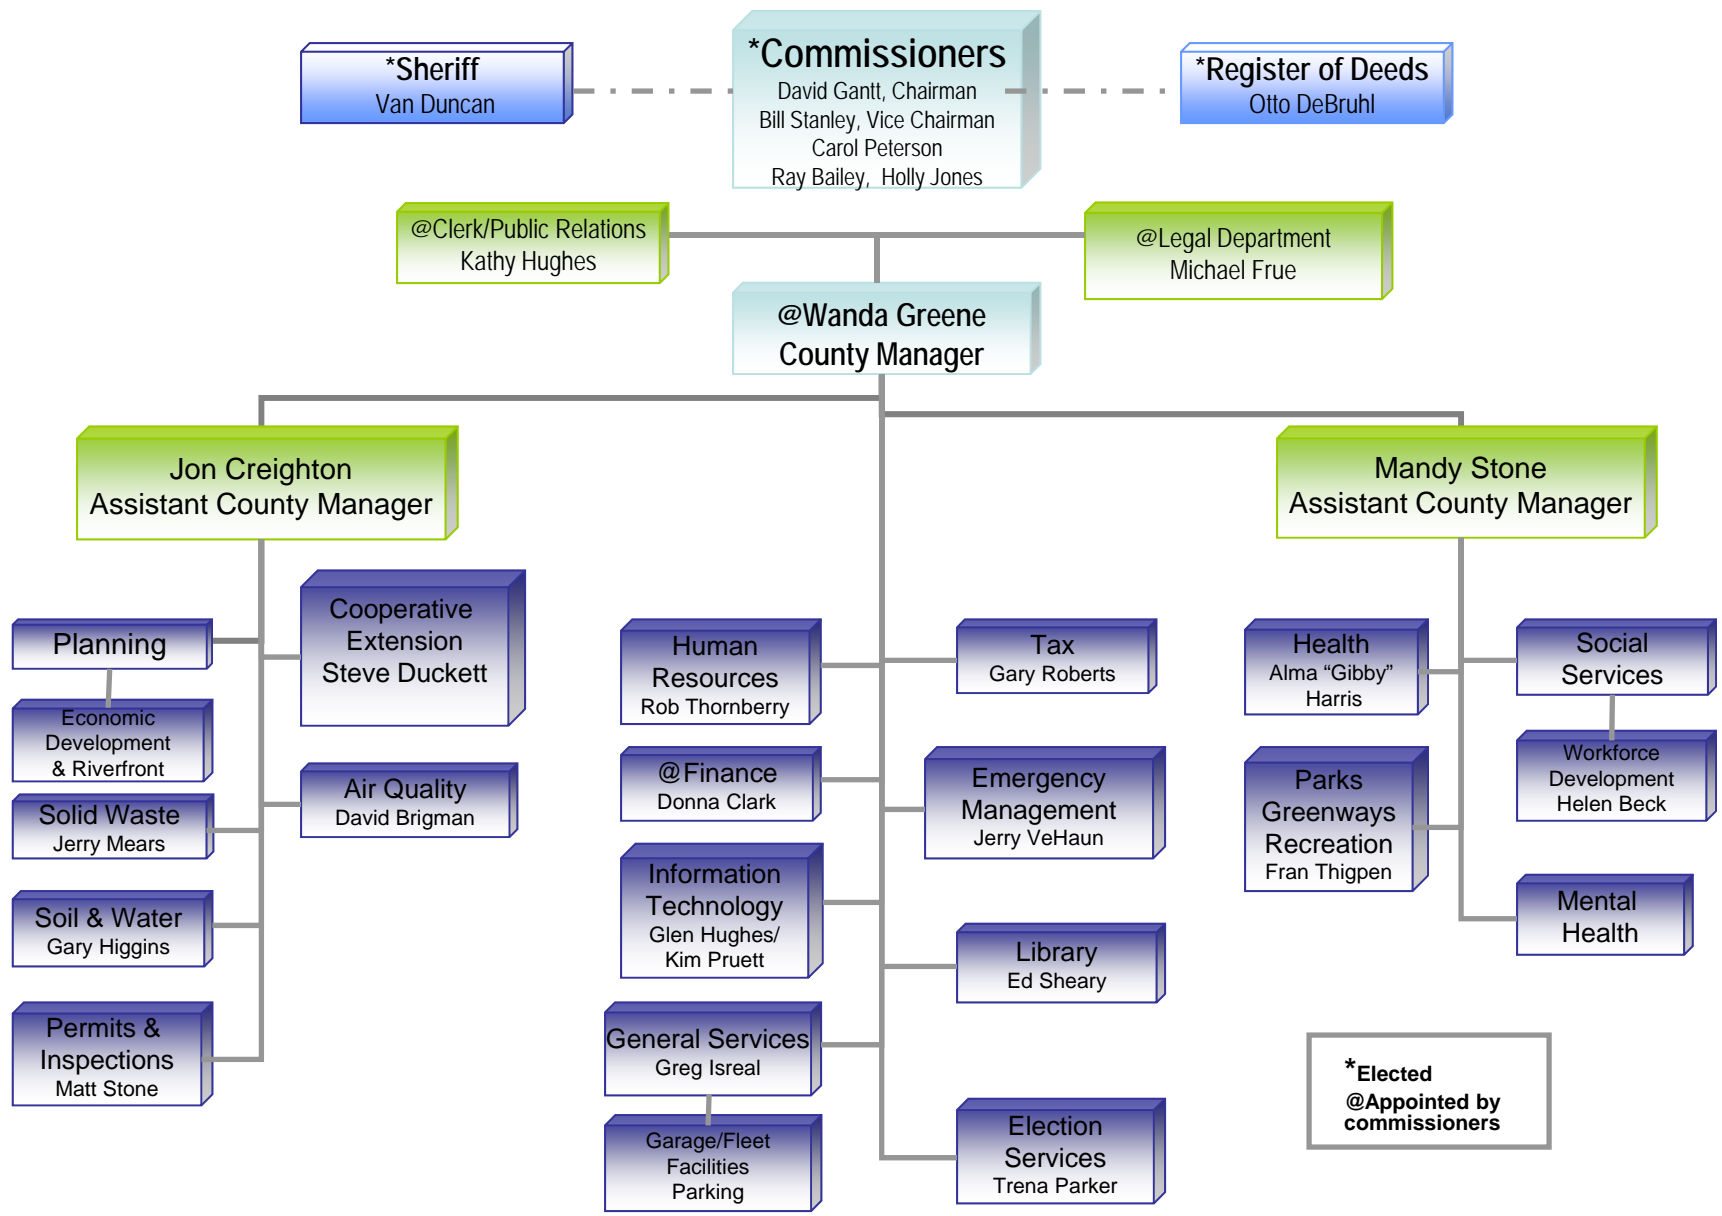 *Sheriff
Van Duncan
*Commissioners
David Gantt, Chairman
Bill Stanley, Vice Chairman
Carol Peterson
Ray Bailey,  Holly Jones
*Register of Deeds
Otto DeBruhl
@Clerk/Public Relations
Kathy Hughes
@Legal Department
Michael Frue
@Wanda Greene
County Manager
Jon Creighton
Assistant County Manager
Mandy Stone
Assistant County Manager
Planning
Economic
Development
& Riverfront
Solid Waste
Jerry Mears
Soil & Water
Gary Higgins
Permits &
Inspections
Matt Stone
Cooperative
Extension
Steve Duckett
Air Quality
David Brigman
Human
Resources
Rob Thornberry
@Finance
Donna Clark
Information
Technology
Glen Hughes/
Kim Pruett
General Services
Greg Isreal
Garage/Fleet
Facilities
Parking
Tax
Gary Roberts
Emergency
Management
Jerry VeHaun
Library
Ed Sheary
Election
Services
Trena Parker
Health
Alma “Gibby”
Harris
Parks
Greenways
Recreation
Fran Thigpen
Social
Services
Workforce
Development
Helen Beck
Mental
Health
*Elected
@Appointed by
commissioners